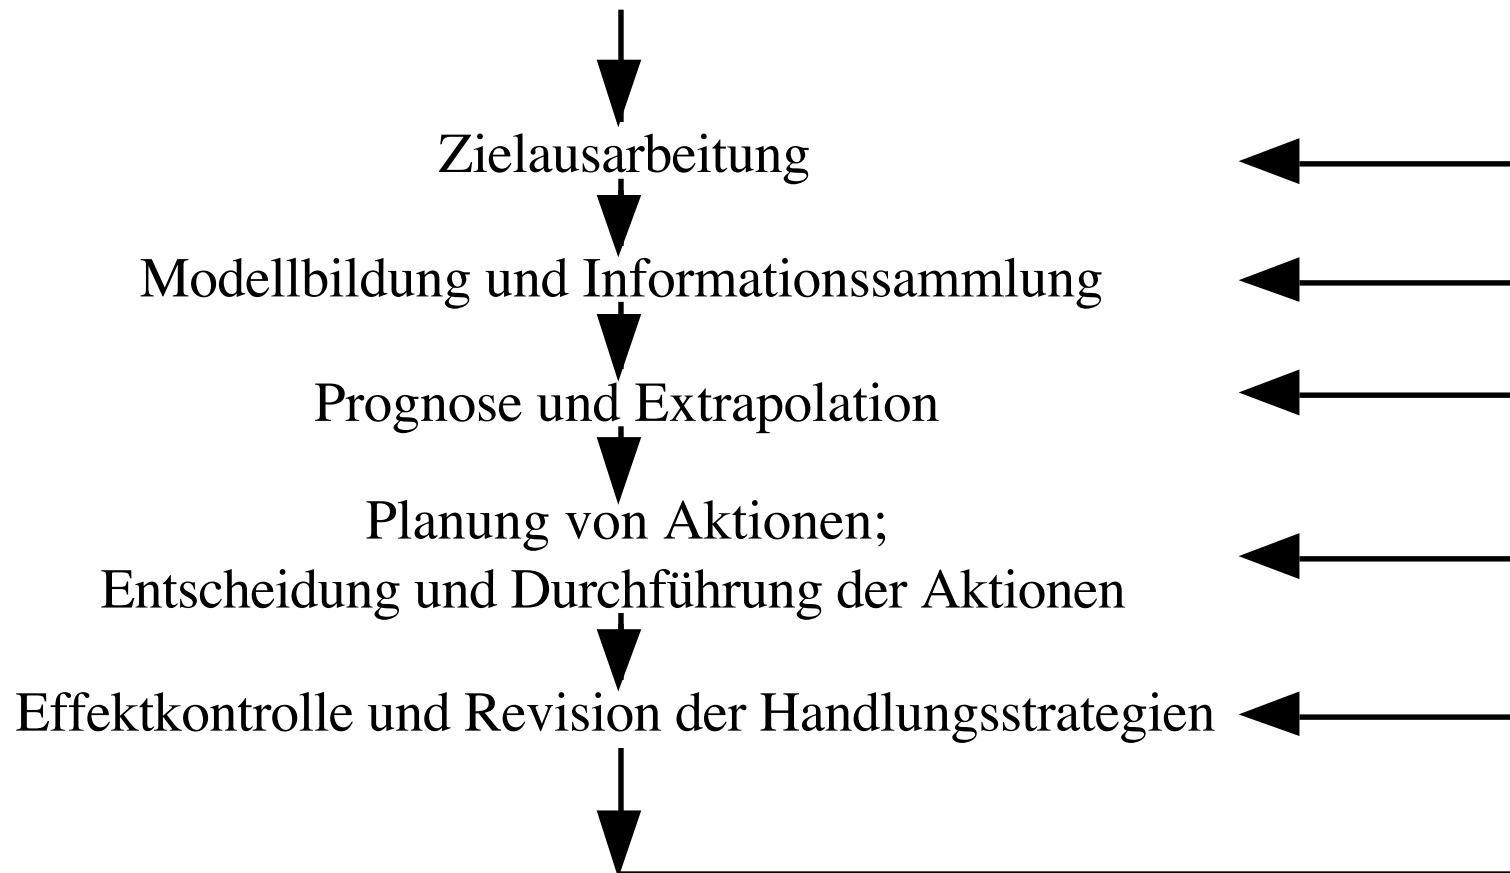 Zielausarbeitung
Modellbildung und Informationssammlung
Prognose und Extrapolation
Planung von Aktionen;
Entscheidung und Durchführung der Aktionen
Effektkontrolle und Revision der Handlungsstrategien